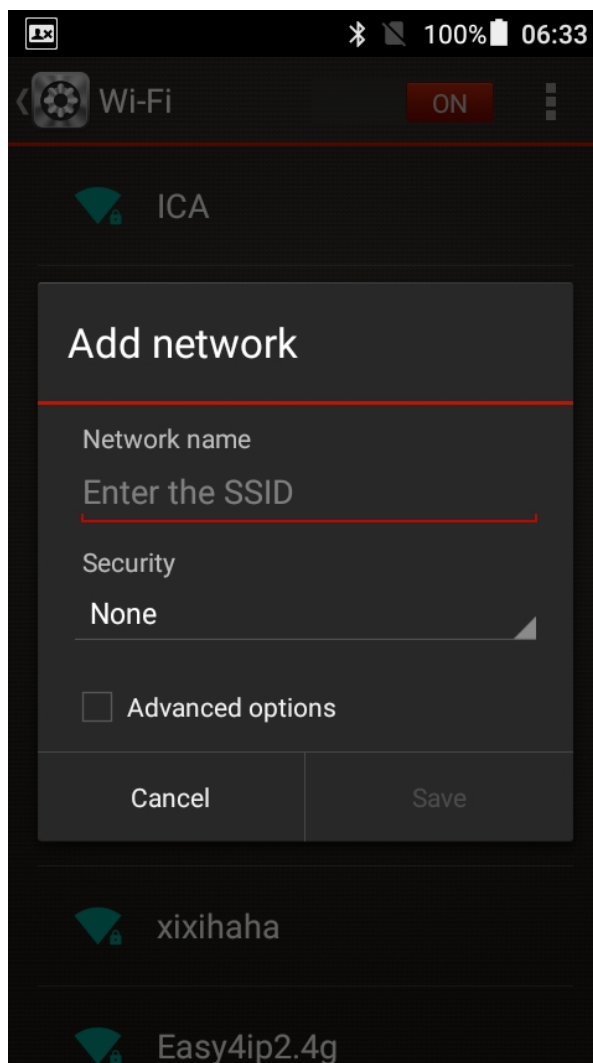 1x
100% 06:33
Wi-Fi ON
ICA
Add network
Network name
Enter the SSID
Security
None
Advanced options
Cancel Save
xixihaha
Easy4ip2.4g